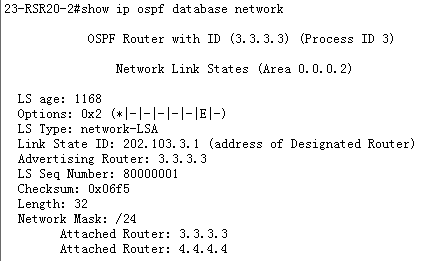 23-RSR20-2#show ip ospf database network
OSPF Router with ID (3.3.3.3) (Process ID 3)
Network Link States (Area 0.0.0.2)
LS age: 1168
Options: 0x2 (*|-|-|-|-|-|E|-)
LS Type: network-LSA
Link State ID: 202.103.3.1 (address of Designated Router)
Advertising Router: 3.3.3.3
LS Seq Number: 80000001
Checksum: 0x06f5
Length: 32
Network Mask: /24
Attached Router: 3.3.3.3
Attached Router: 4.4.4.4